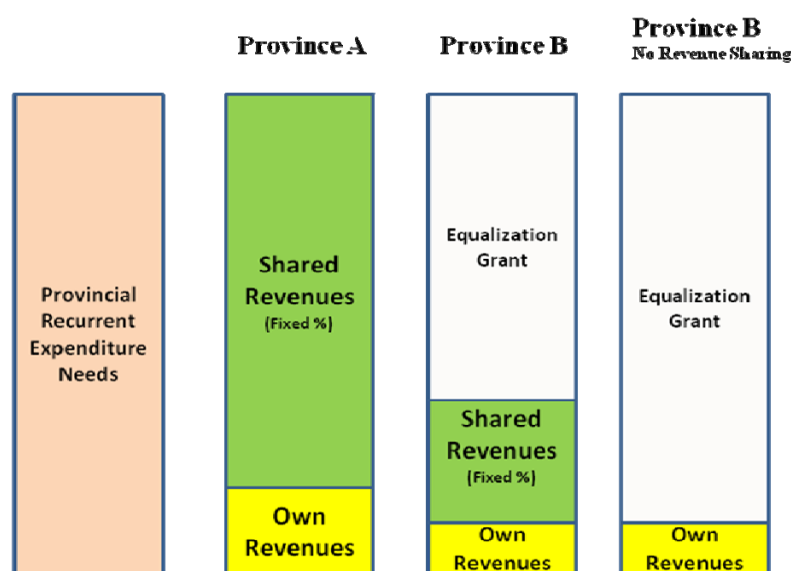 Province A
Province B
Province B
No Revenue Sharing
Provincial
Recurrent
Expenditure
Needs
Shared
Revenues
(Fixed %)
Own
Revenues
Equalization
Grant
Shared
Revenues
(Fixed %)
Own
Revenues
Equalization
Grant
Own
Revenues